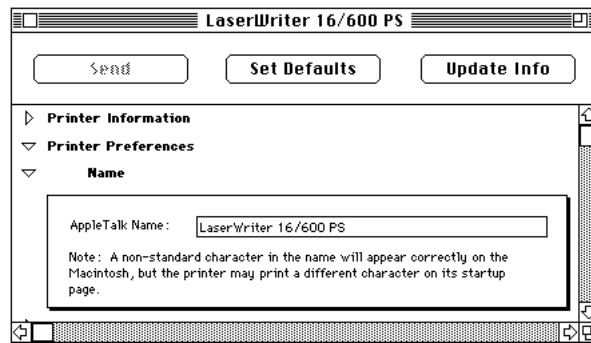 LaserWriter 16/600 PS
Send
Set Defaults
Update Info
Printer Information
Printer Preferences
Name
AppleTalk Name:
LaserWriter 16/600 PS
Note: A non-standard character in the name will appear correctly on the
Macintosh, but the printer may print a different character on its startup
page.